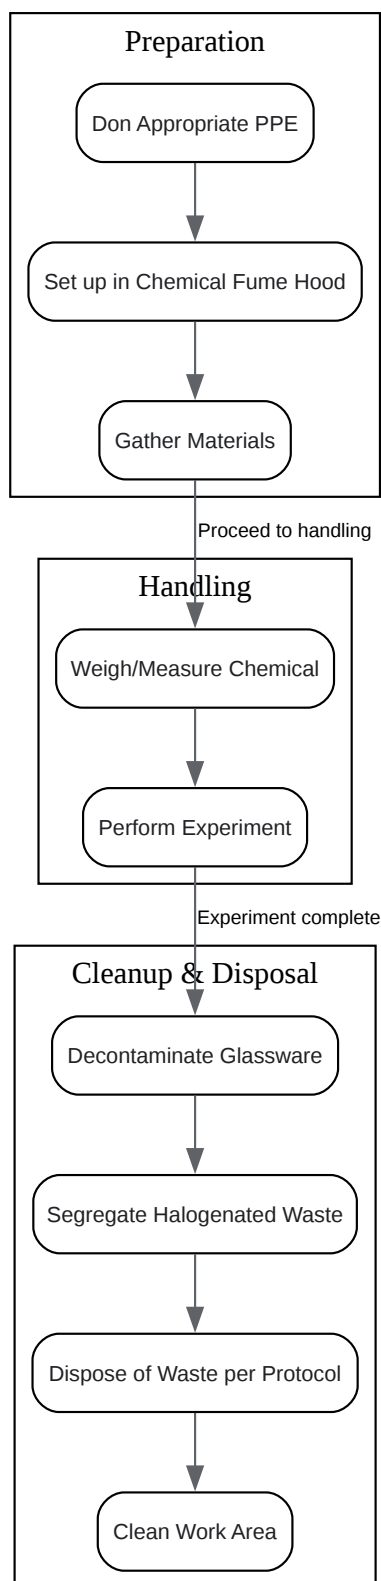 Preparation
Don Appropriate PPE
Set up in Chemical Fume Hood
Gather Materials
Proceed to handling
Handling
Weigh/Measure Chemical
Perform Experiment
Experiment complete
Cleanup & Disposal
Decontaminate Glassware
Segregate Halogenated Waste
Dispose of Waste per Protocol
Clean Work Area